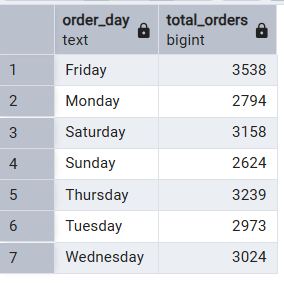 order_day total_orders
text bigint
1 Friday 3538
2 Monday 2794
3 Saturday 3158
4 Sunday 2624
5 Thursday 3239
6 Tuesday 2973
7 Wednesday 3024